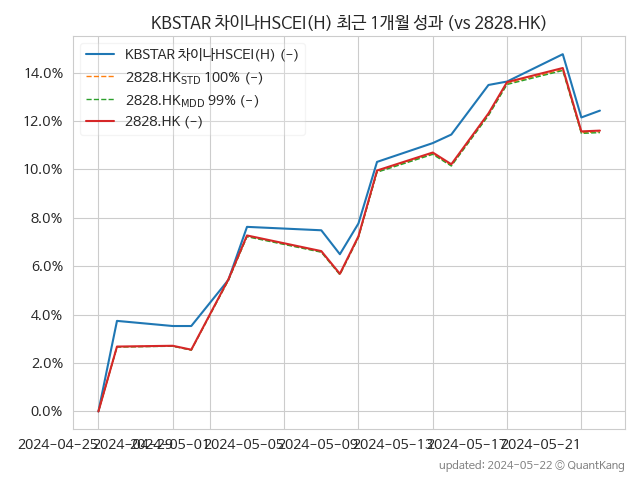 KBSTAR 차이나HSCEI(H) 최근 1개월 성과 (vs 2828.HK)
KBSTAR 차이나HSCEI(H) (-)
2828.HKSTD 100% (-)
2828.HKMDD 99% (-)
2828.HK (-)
14.0%
12.0%
10.0%
8.0%
6.0%
4.0%
2.0%
0.0%
2024-04-25 2024-04-29 2024-05-01 2024-05-05 2024-05-09 2024-05-13 2024-05-17 2024-05-21
updated: 2024-05-22 © QuantKang